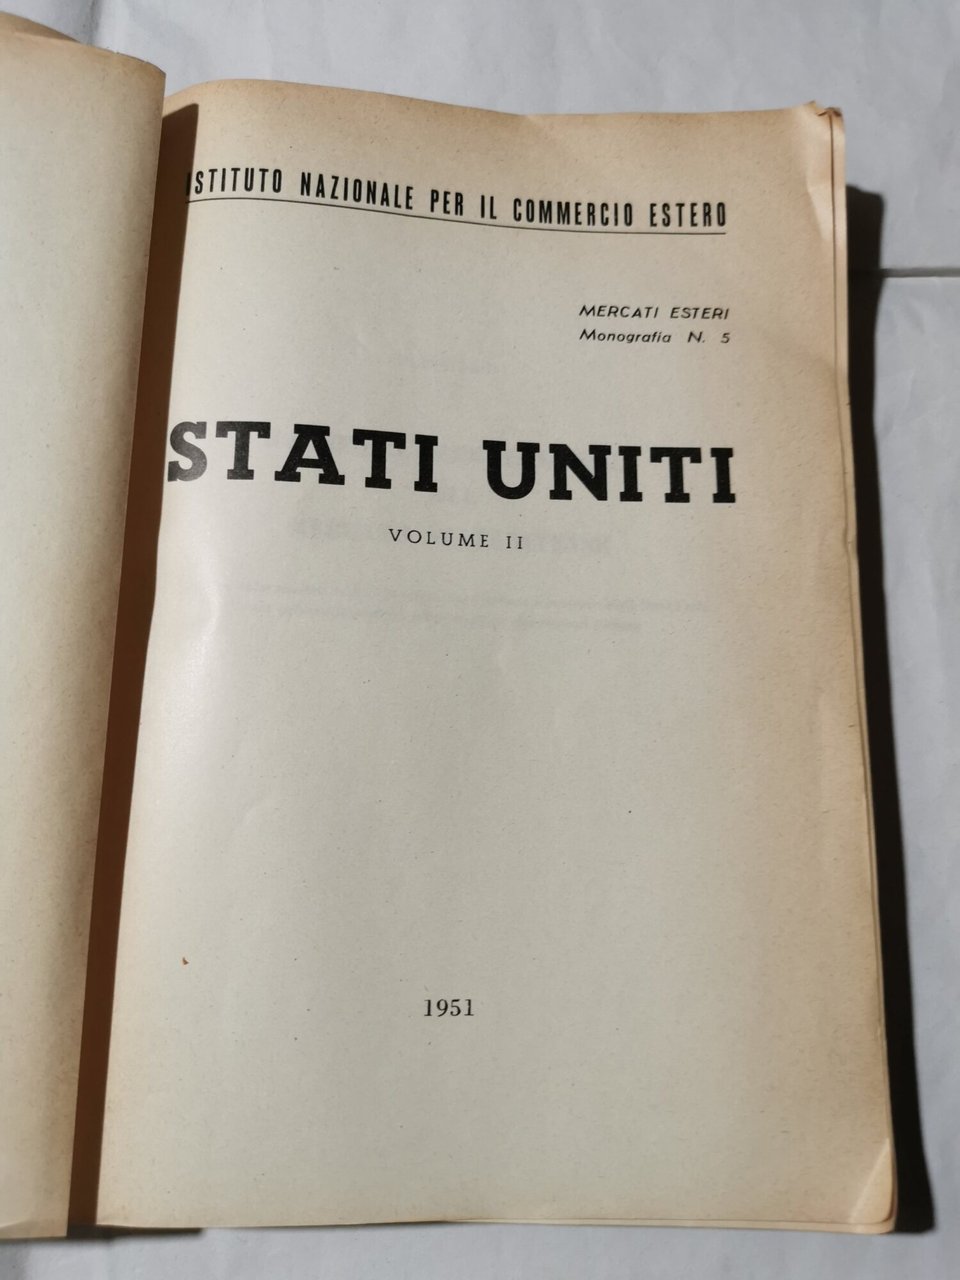 ISTITUTO NAZIONALE PER IL COMMERCIO ESTERO
MERCATI ESTERI
Monografia N. 5
STATI UNITI
VOLUME II
1951